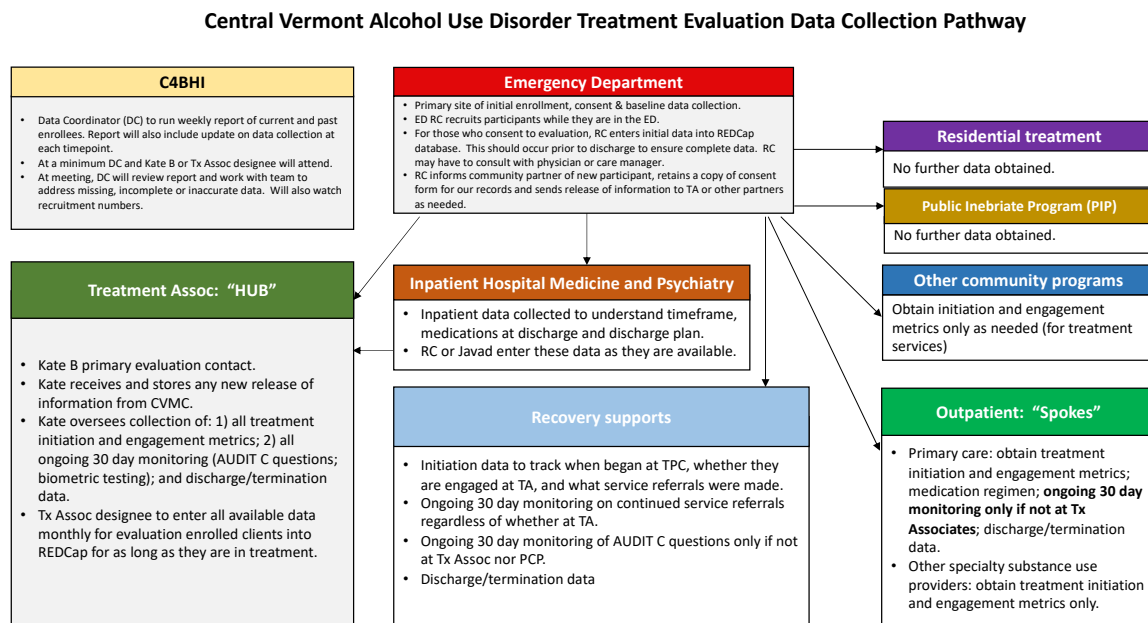 Central Vermont Alcohol Use Disorder Treatment Evaluation Data Collection Pathway
C4BHI
• Data Coordinator (DC) to run weekly report of current and past
enrollees. Report will also include update on data collection at
each timepoint.
• At a minimum DC and Kate B or Tx Assoc designee will attend.
• At meeting, DC will review report and work with team to
address missing, incomplete or inaccurate data. Will also watch
recruitment numbers.
Emergency Department
• Primary site of initial enrollment, consent & baseline data collection.
• ED RC recruits participants while they are in the ED.
• For those who consent to evaluation, RC enters initial data into REDCap
database. This should occur prior to discharge to ensure complete data. RC
may have to consult with physician or care manager.
• RC informs community partner of new participant, retains a copy of consent
form for our records and sends release of information to TA or other partners
as needed.
Residential treatment
No further data obtained.
Public Inebriate Program (PIP)
No further data obtained.
Treatment Assoc: “HUB”
• Kate B primary evaluation contact.
• Kate receives and stores any new release of
information from CVMC.
• Kate oversees collection of: 1) all treatment
initiation and engagement metrics; 2) all
ongoing 30 day monitoring (AUDIT C questions;
biometric testing); and discharge/termination
data.
• Tx Assoc designee to enter all available data
monthly for evaluation enrolled clients into
REDCap for as long as they are in treatment.
Inpatient Hospital Medicine and Psychiatry
• Inpatient data collected to understand timeframe,
medications at discharge and discharge plan.
• RC or Javad enter these data as they are available.
Other community programs
Obtain initiation and engagement
metrics only as needed (for treatment
services)
Recovery supports
• Initiation data to track when began at TPC, whether they
are engaged at TA, and what service referrals were made.
• Ongoing 30 day monitoring on continued service referrals
regardless of whether at TA.
• Ongoing 30 day monitoring of AUDIT C questions only if not
at Tx Assoc nor PCP.
• Discharge/termination data
Outpatient: “Spokes”
• Primary care: obtain treatment
initiation and engagement metrics;
medication regimen; ongoing 30 day
monitoring only if not at Tx
Associates; discharge/termination
data.
• Other specialty substance use
providers: obtain treatment initiation
and engagement metrics only.